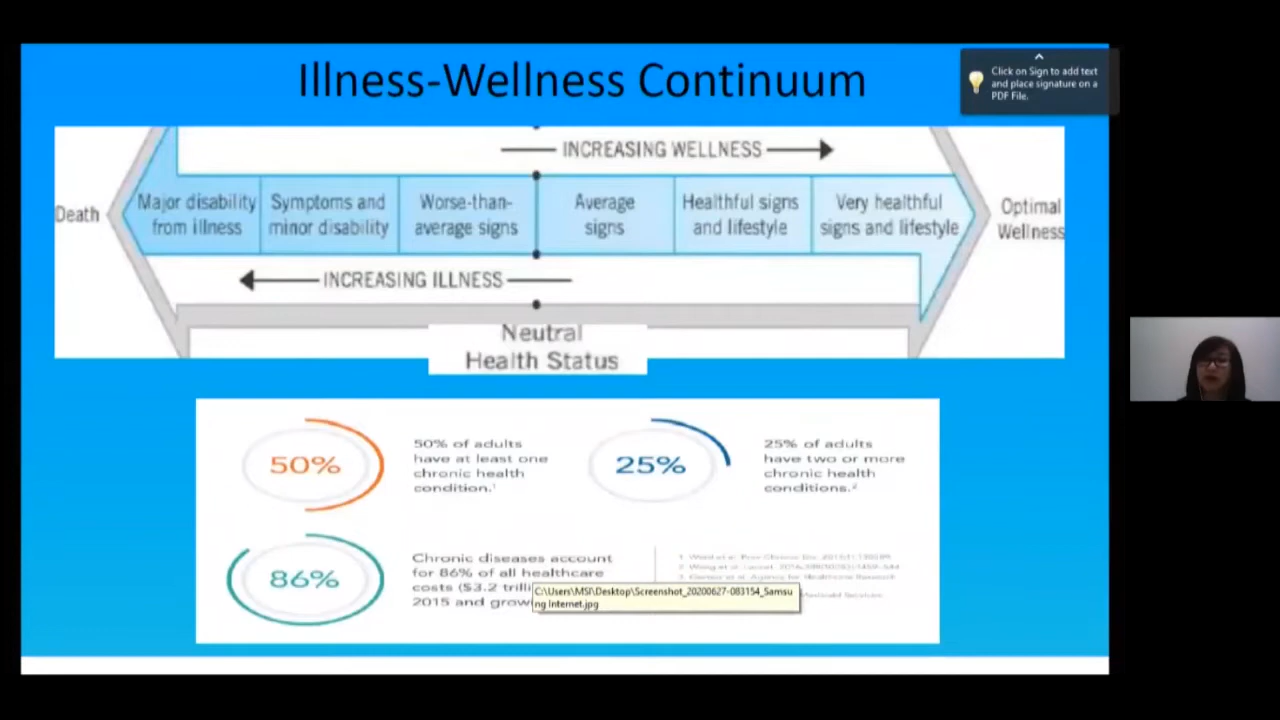 Illness-Wellness Continuum
Click on Sign to add text
and place signature on a
PDF File.
INCREASING WELLNESS
Death
Major disability
from illness
Symptoms and
minor disability
Worse-than-
average signs
Average
signs
Healthful signs
and lifestyle
Very healthful
signs and lifestyle
Optimal
Wellness
INCREASING ILLNESS
Neutral
Health Status
50%
50% of adults
have at least one
chronic health
condition.¹
25%
25% of adults
have two or more
chronic health
conditions.²
86%
Chronic diseases account
for 86% of all healthcare
costs ($3.2 trilli
2015 and grow
C:\Users\MSI\Desktop\Screenshot_20200627-083154_Samsu
ng Internet.jpg